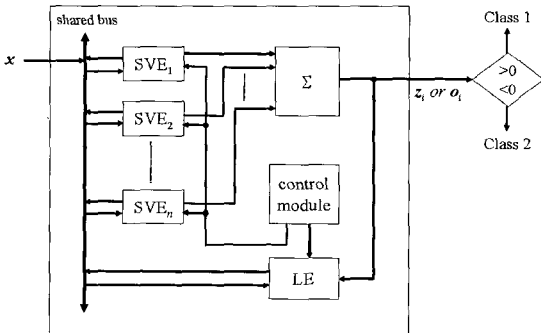 shared bus
x
SVE1
SVE2
SVEn
Σ
control
module
LE
zi or oi
Class 1
>0
<0
Class 2